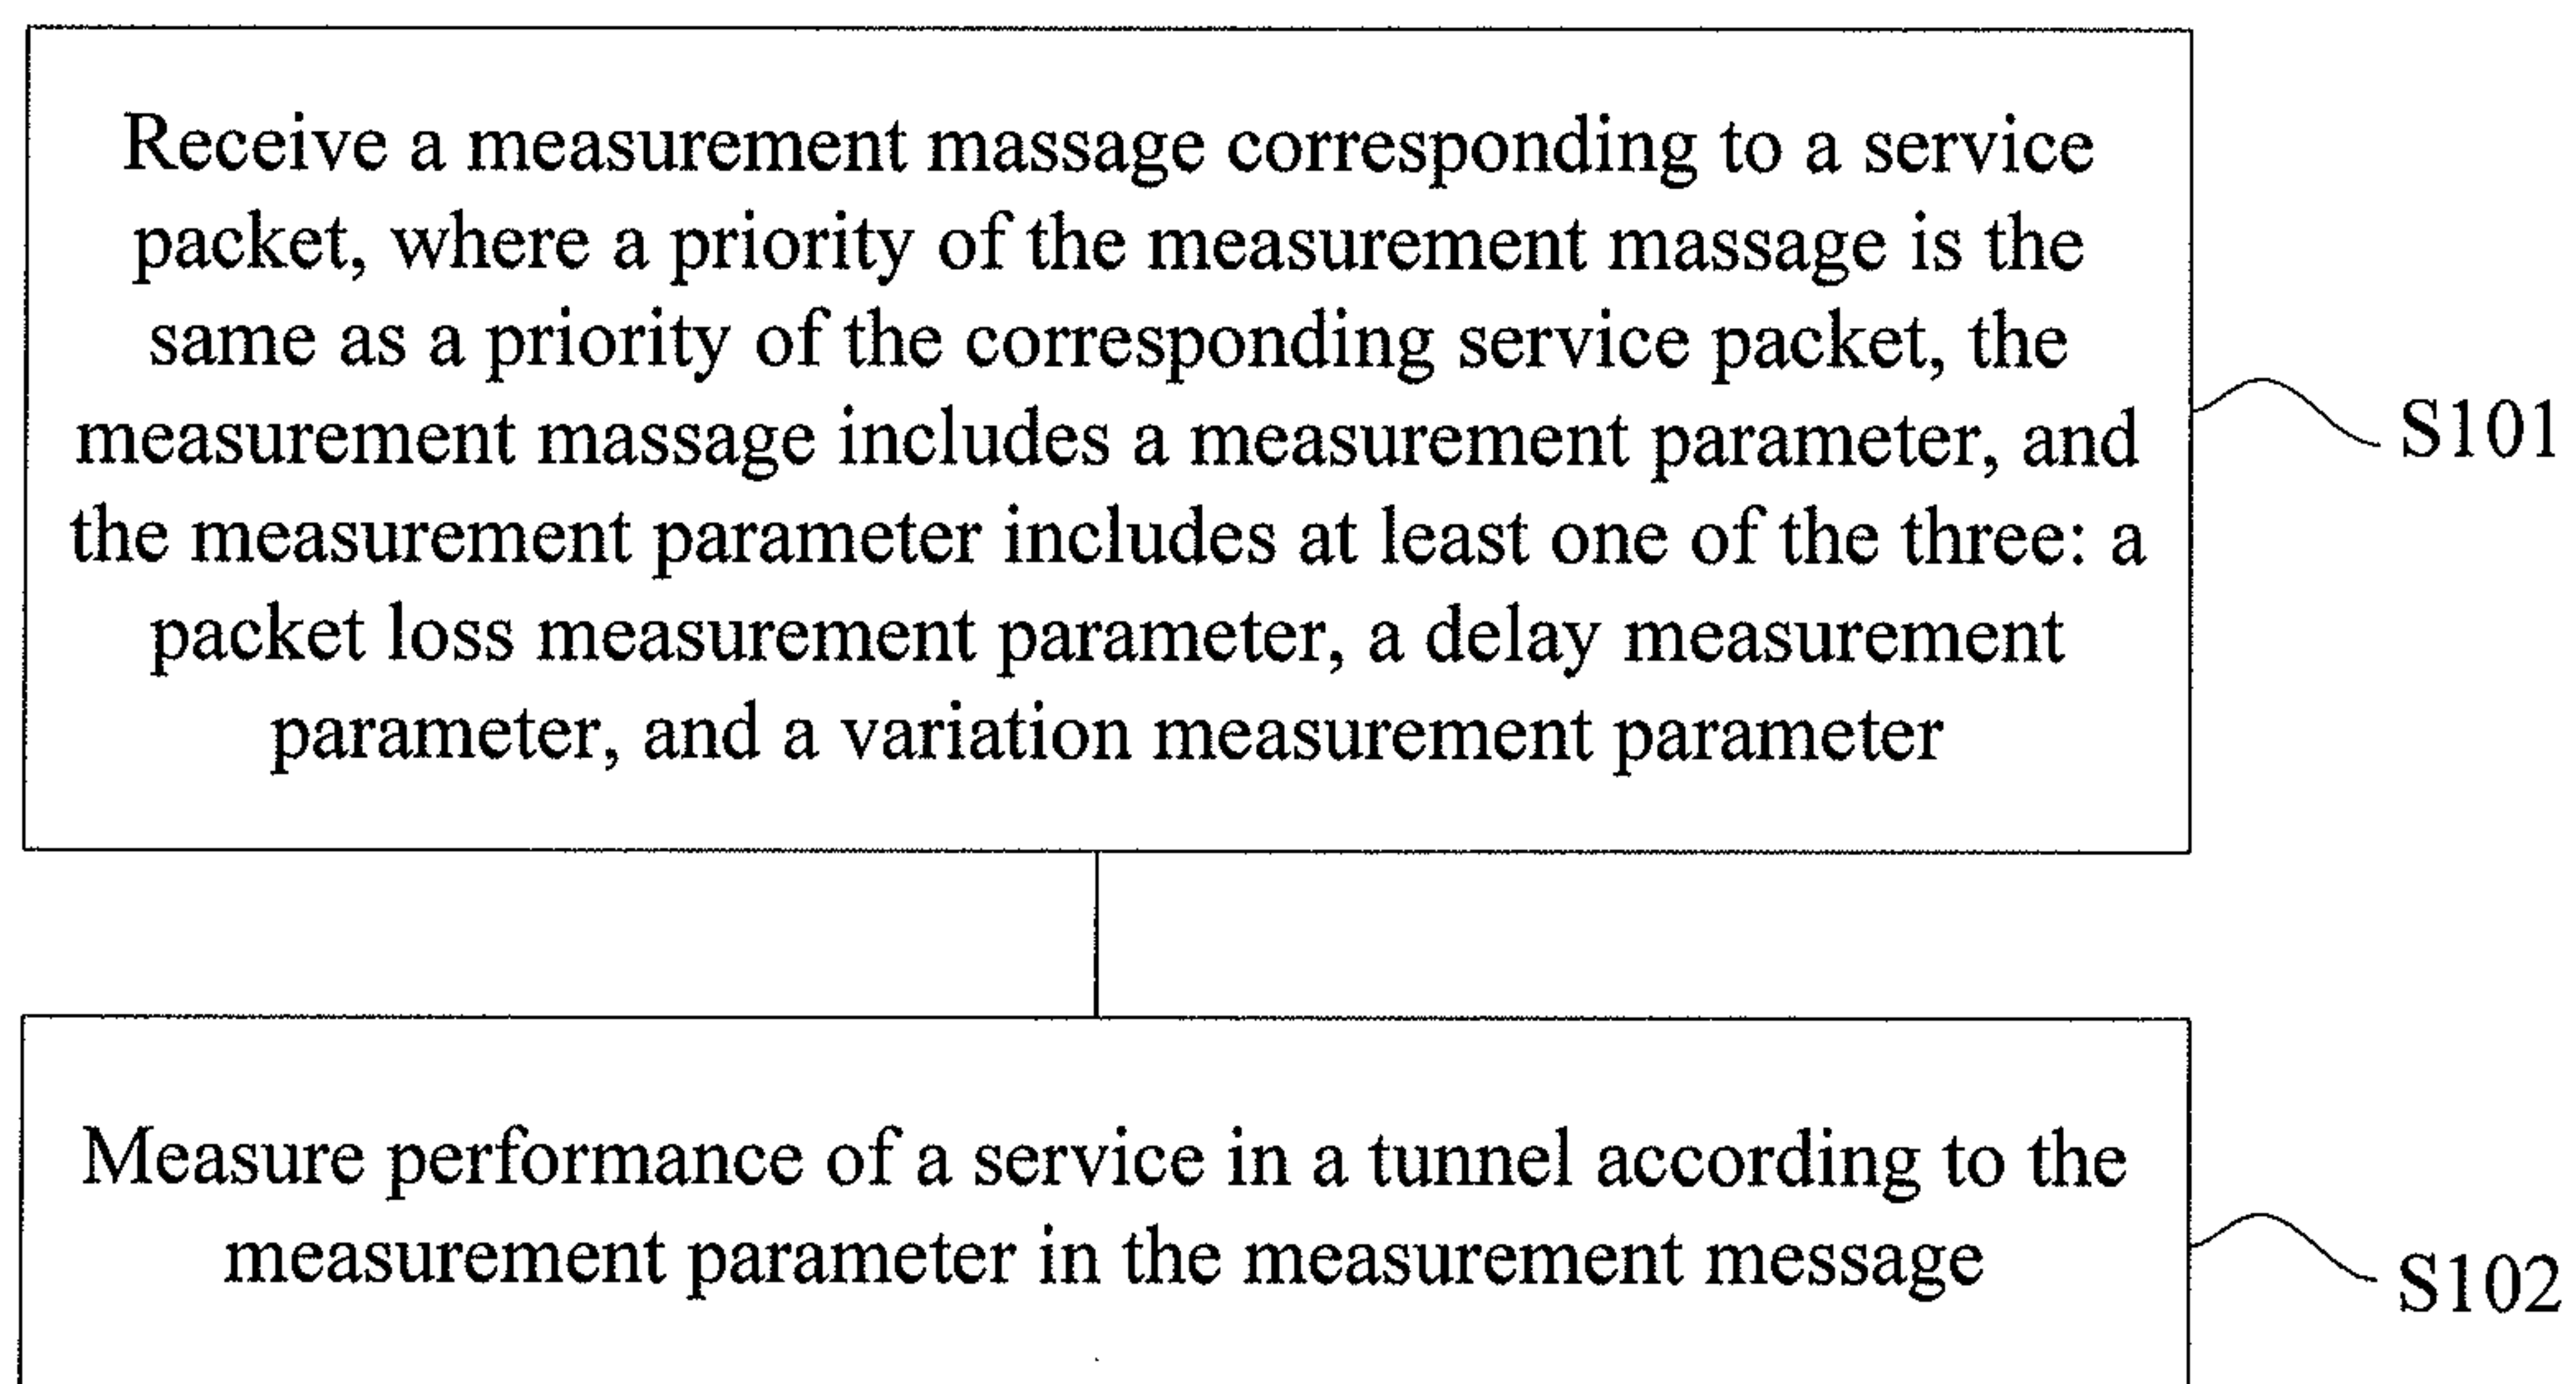 Receive a measurement massage corresponding to a service
packet, where a priority of the measurement massage is the
same as a priority of the corresponding service packet, the
measurement massage includes a measurement parameter, and
the measurement parameter includes at least one of the three: a
packet loss measurement parameter, a delay measurement
parameter, and a variation measurement parameter
S101
Measure performance of a service in a tunnel according to the
measurement parameter in the measurement message
S102